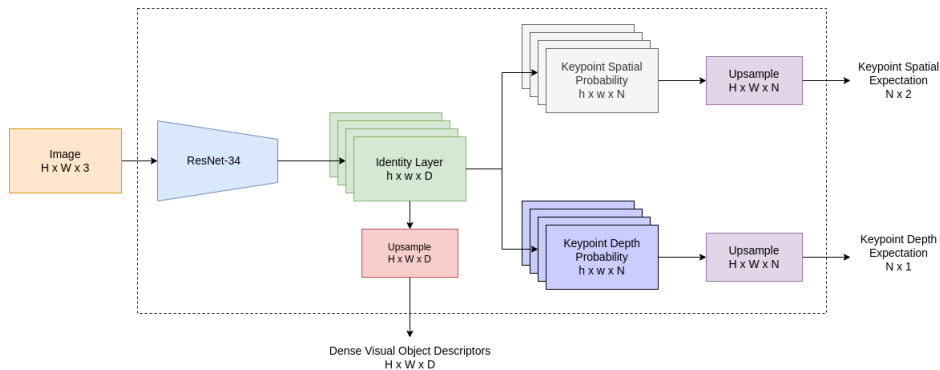 Image
H x W x 3
ResNet-34
Identity Layer
h x w x D
Upsample
H x W x D
Dense Visual Object Descriptors
H x W x D
Keypoint Spatial
Probability
h x w x N
Upsample
H x W x N
Keypoint Spatial
Expectation
N x 2
Keypoint Depth
Probability
h x w x N
Upsample
H x W x N
Keypoint Depth
Expectation
N x 1